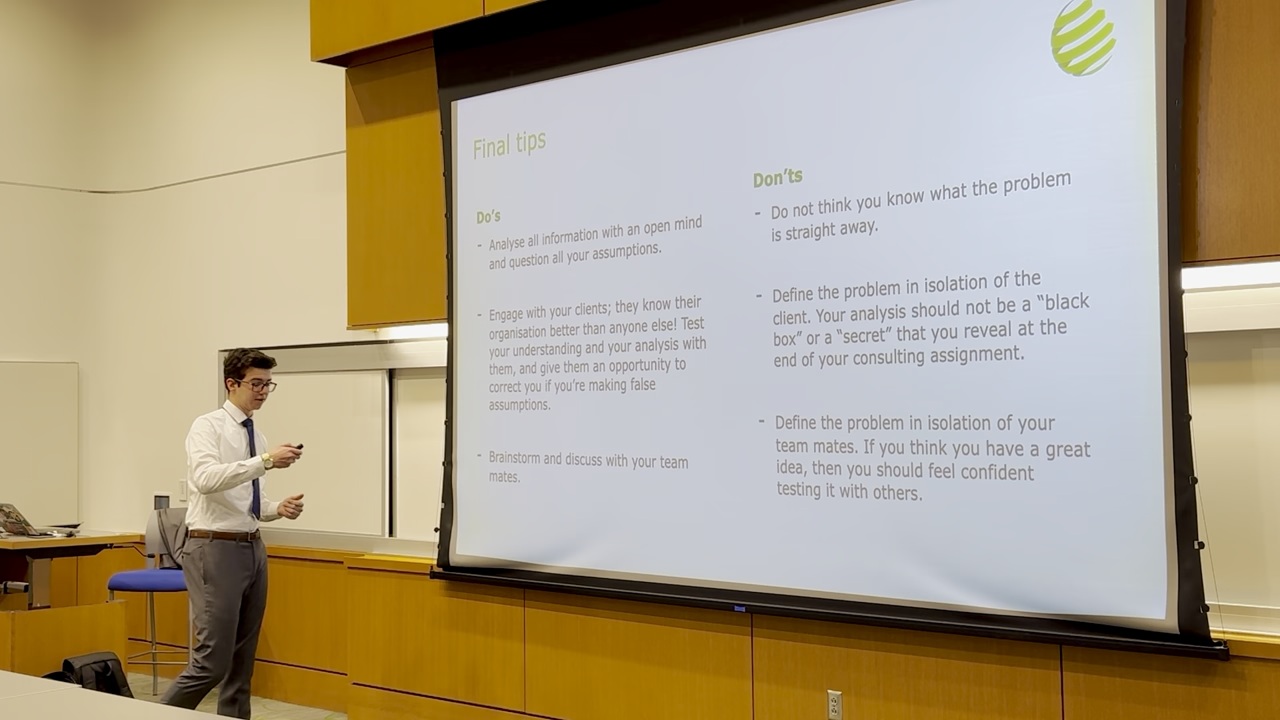 Final tips
Do's
- Analyse all information with an open mind
and question all your assumptions.
- Engage with your clients; they know their
organisation better than anyone else! Test
your understanding and your analysis with
them, and give them an opportunity to
correct you if you're making false
assumptions.
- Brainstorm and discuss with your team
mates.
Don'ts
- Do not think you know what the problem
is straight away.
- Define the problem in isolation of the
client. Your analysis should not be a “black
box” or a “secret” that you reveal at the
end of your consulting assignment.
- Define the problem in isolation of your
team mates. If you think you have a great
idea, then you should feel confident
testing it with others.